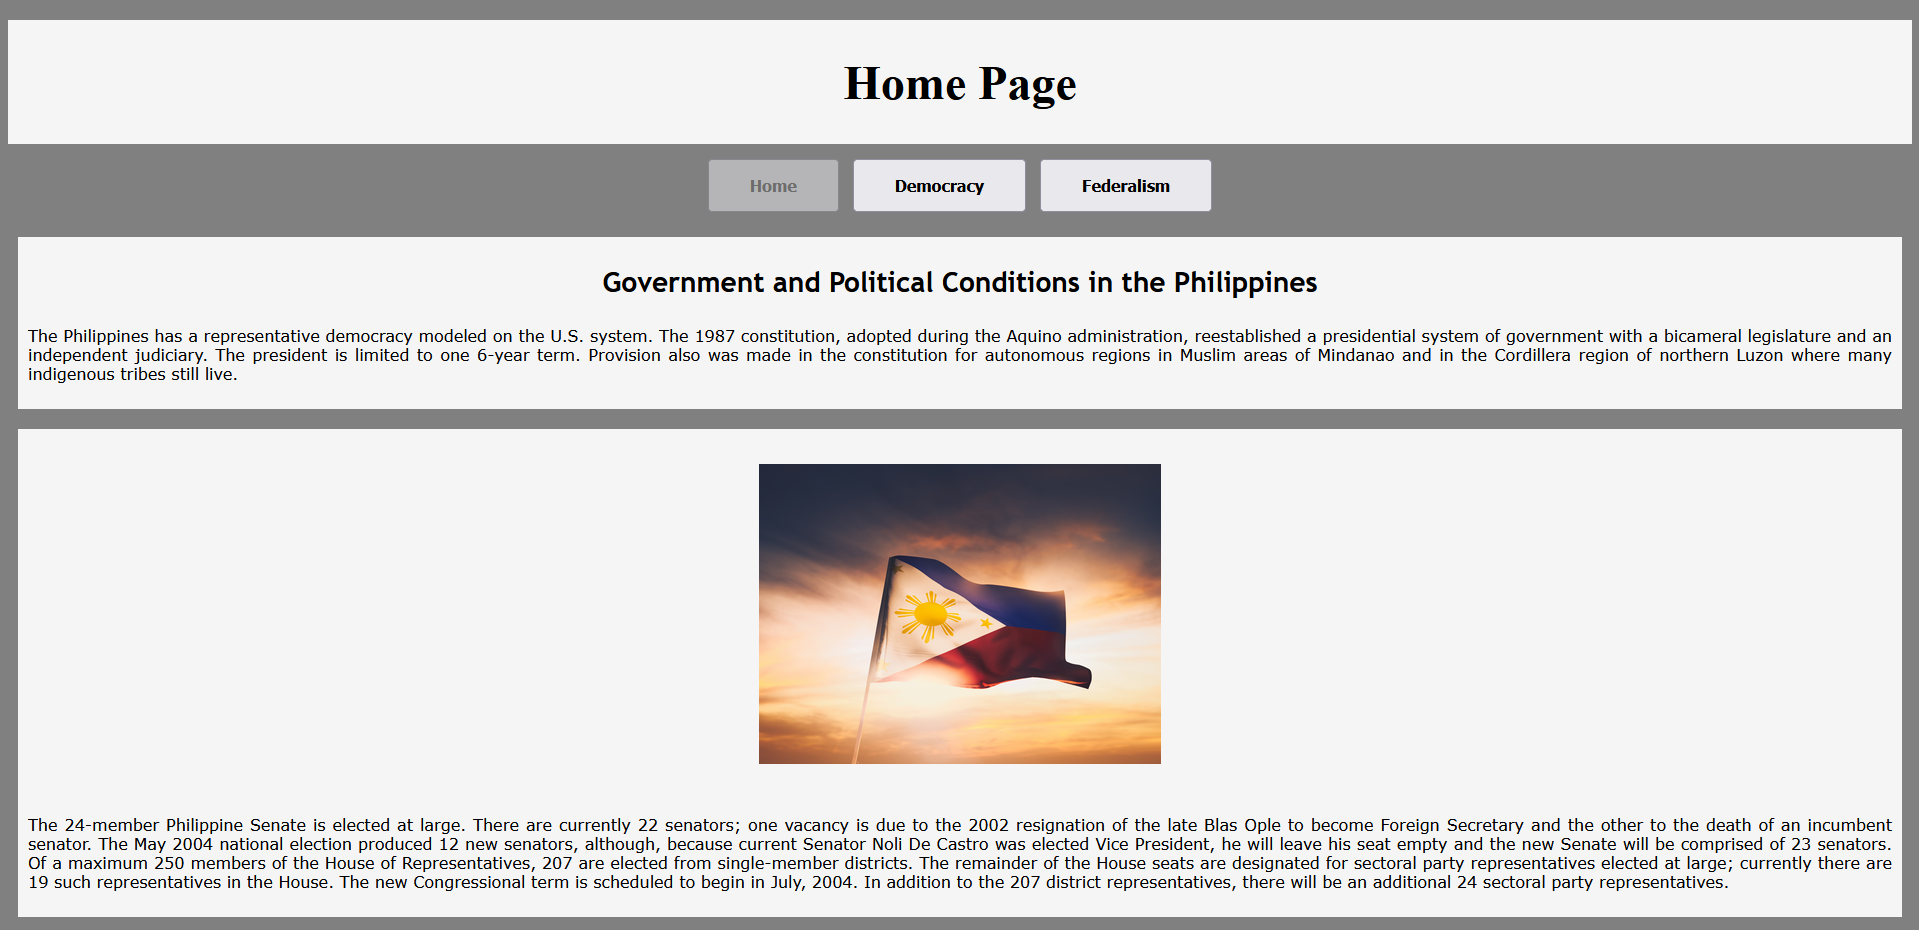 Home Page
Home
Democracy
Federalism
Government and Political Conditions in the Philippines
The Philippines has a representative democracy modeled on the U.S. system. The 1987 constitution, adopted during the Aquino administration, reestablished a presidential system of government with a bicameral legislature and an
independent judiciary. The president is limited to one 6-year term. Provision also was made in the constitution for autonomous regions in Muslim areas of Mindanao and in the Cordillera region of northern Luzon where many
indigenous tribes still live.
The 24-member Philippine Senate is elected at large. There are currently 22 senators; one vacancy is due to the 2002 resignation of the late Blas Ople to become Foreign Secretary and the other to the death of an incumbent
senator. The May 2004 national election produced 12 new senators, although, because current Senator Noli De Castro was elected Vice President, he will leave his seat empty and the new Senate will be comprised of 23 senators.
Of a maximum 250 members of the House of Representatives, 207 are elected from single-member districts. The remainder of the House seats are designated for sectoral party representatives elected at large; currently there are
19 such representatives in the House. The new Congressional term is scheduled to begin in July, 2004. In addition to the 207 district representatives, there will be an additional 24 sectoral party representatives.